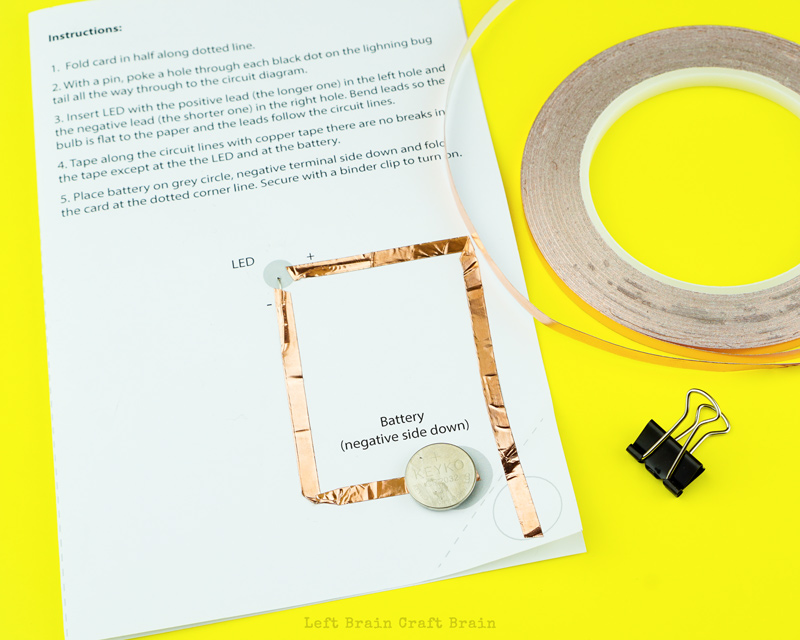 Instructions:
1. Fold card in half along dotted line.
2. With a pin, poke a hole through each black dot on the lighning bug
tail all the way through to the circuit diagram.
3. Insert LED with the positive lead (the longer one) in the left hole and
the negative lead (the shorter one) in the right hole. Bend leads so the
bulb is flat to the paper and the leads follow the circuit lines.
4. Tape along the circuit lines with copper tape there are no breaks in
the tape except at the the LED and at the battery.
5. Place battery on grey circle, negative terminal side down and fold
the card at the dotted corner line. Secure with a binder clip to turn on.
LED
+
-
Battery
(negative side down)
Left Brain Craft Brain